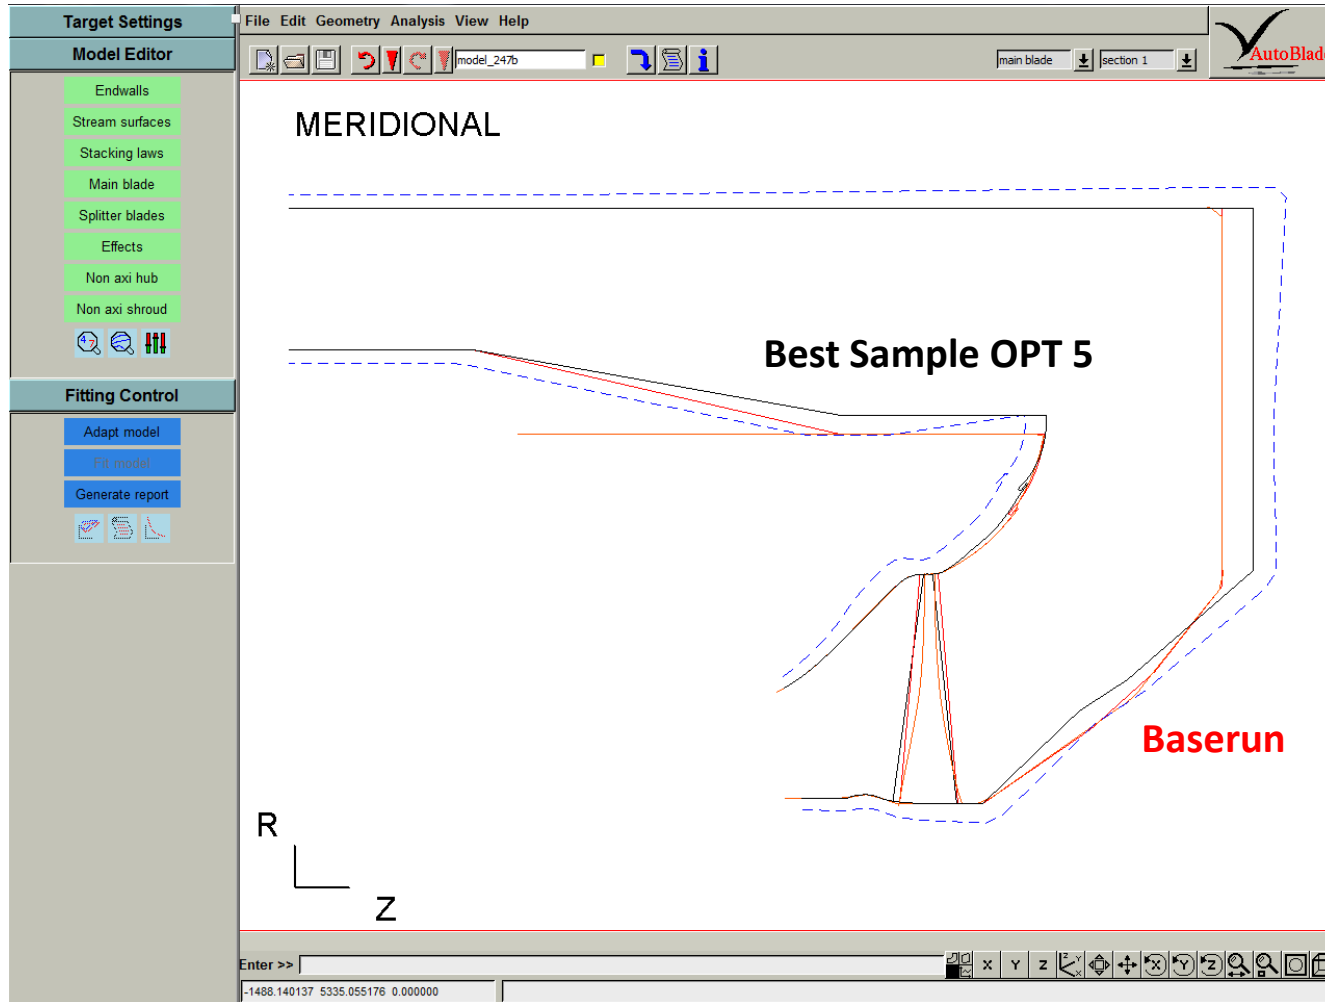 Target Settings
File Edit Geometry Analysis View Help
Model Editor
model_247b
main blade
section 1
AutoBlade
Endwalls
Stream surfaces
Stacking laws
Main blade
Splitter blades
Effects
Non axi hub
Non axi shroud
Fitting Control
Adapt model
Fit model
Generate report
MERIDIONAL
Best Sample OPT 5
Baserun
R
Z
Enter >>
X Y Z
-1488.140137 5335.055176 0.000000